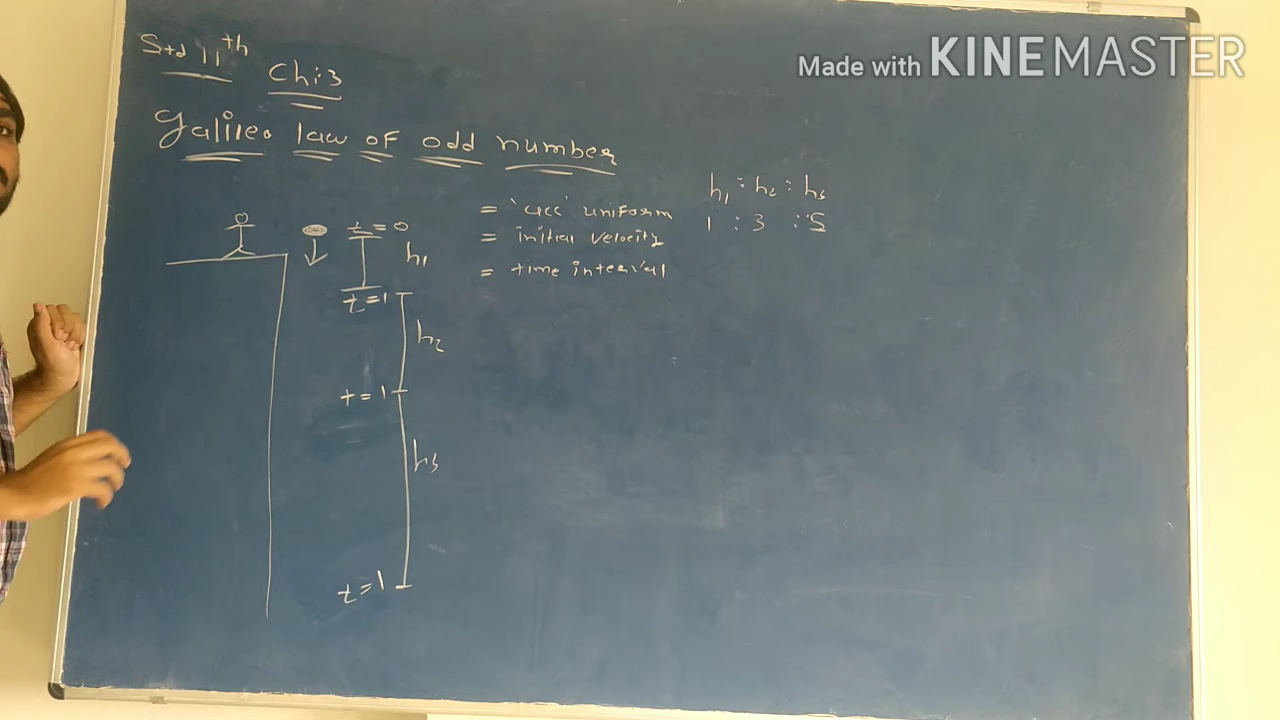 Std 11th
Ch:3
Made with KINEMASTER
Galileo law of odd number
h1 : h2 : h3
1 : 3 : 5
= 'acc' uniform
= initial velocity
= time interval
t=0
h1
t=1
h2
t=1
h3
t=1